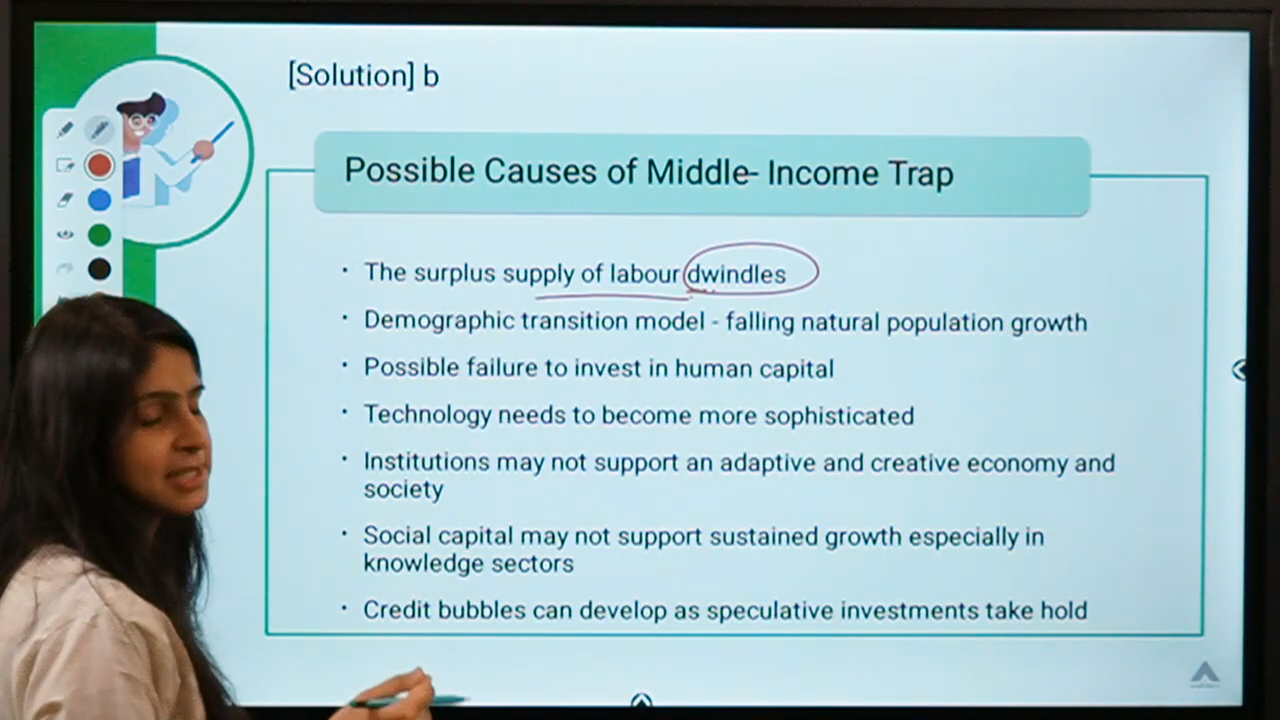 [Solution] b
Possible Causes of Middle- Income Trap
• The surplus supply of labour dwindles
• Demographic transition model - falling natural population growth
• Possible failure to invest in human capital
• Technology needs to become more sophisticated
• Institutions may not support an adaptive and creative economy and
society
• Social capital may not support sustained growth especially in
knowledge sectors
• Credit bubbles can develop as speculative investments take hold